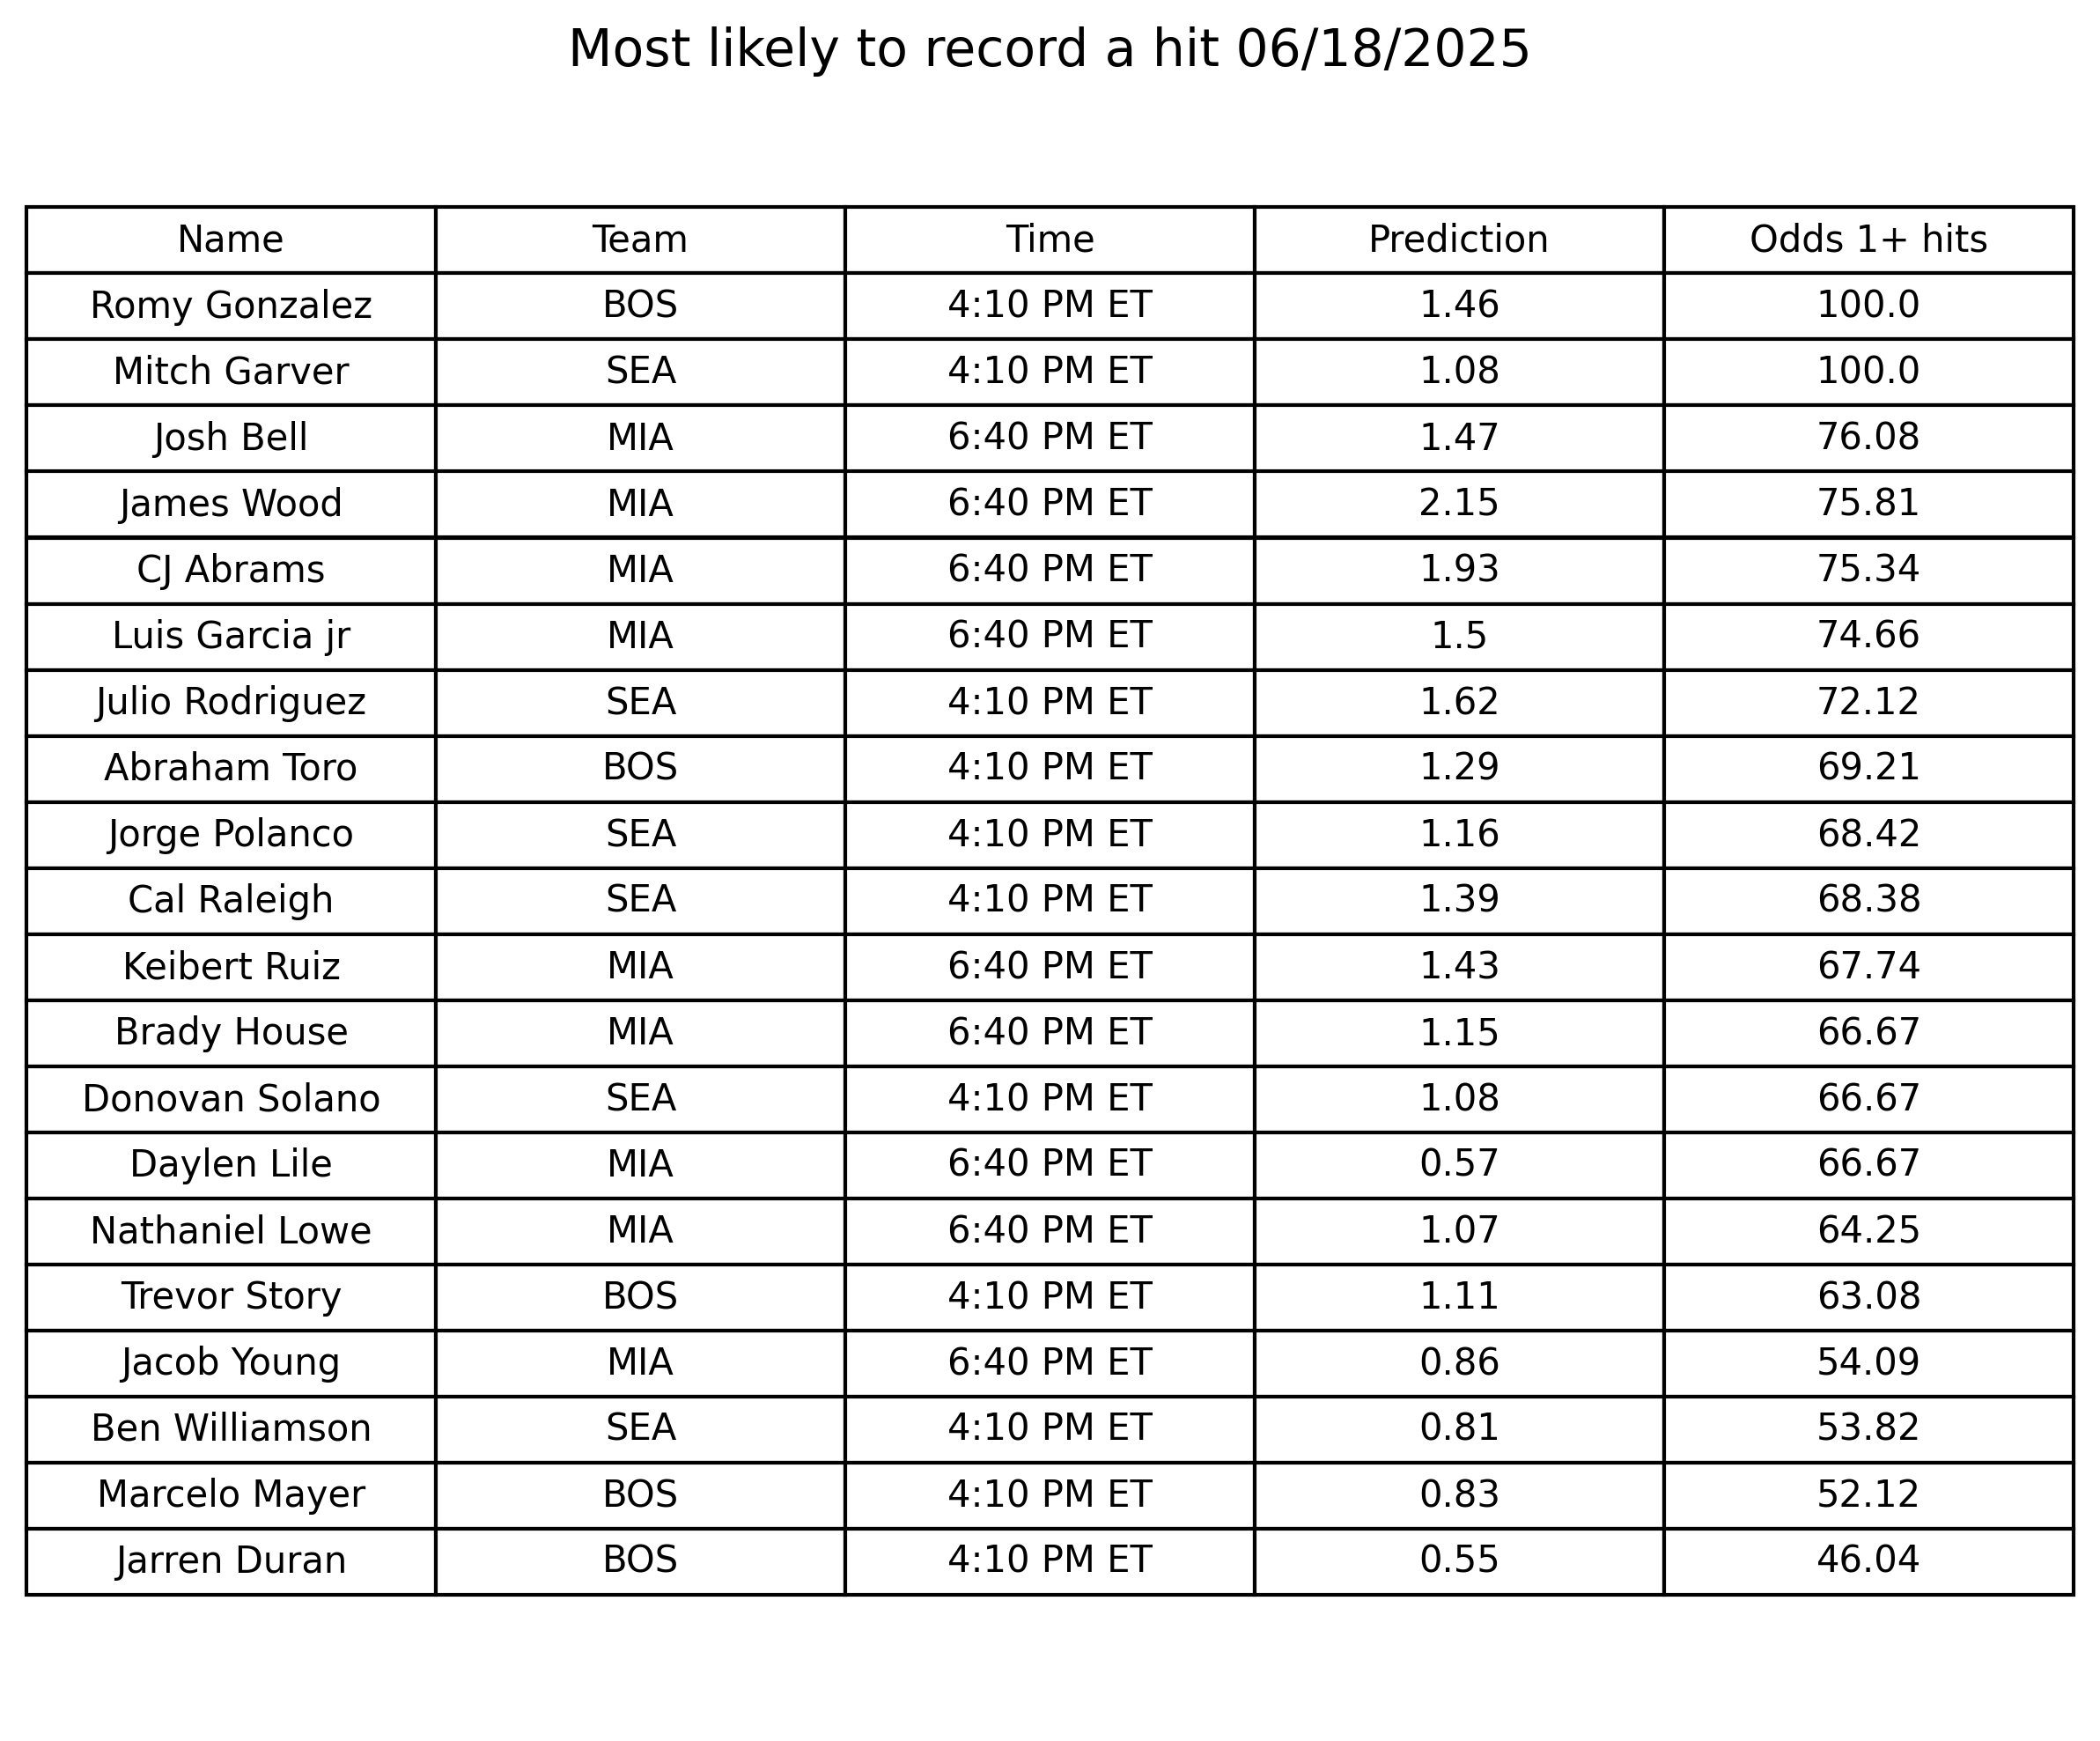 Most likely to record a hit 06/18/2025
Name Team Time Prediction Odds 1+ hits
Romy Gonzalez BOS 4:10 PM ET 1.46 100.0
Mitch Garver SEA 4:10 PM ET 1.08 100.0
Josh Bell MIA 6:40 PM ET 1.47 76.08
James Wood MIA 6:40 PM ET 2.15 75.81
CJ Abrams MIA 6:40 PM ET 1.93 75.34
Luis Garcia jr MIA 6:40 PM ET 1.5 74.66
Julio Rodriguez SEA 4:10 PM ET 1.62 72.12
Abraham Toro BOS 4:10 PM ET 1.29 69.21
Jorge Polanco SEA 4:10 PM ET 1.16 68.42
Cal Raleigh SEA 4:10 PM ET 1.39 68.38
Keibert Ruiz MIA 6:40 PM ET 1.43 67.74
Brady House MIA 6:40 PM ET 1.15 66.67
Donovan Solano SEA 4:10 PM ET 1.08 66.67
Daylen Lile MIA 6:40 PM ET 0.57 66.67
Nathaniel Lowe MIA 6:40 PM ET 1.07 64.25
Trevor Story BOS 4:10 PM ET 1.11 63.08
Jacob Young MIA 6:40 PM ET 0.86 54.09
Ben Williamson SEA 4:10 PM ET 0.81 53.82
Marcelo Mayer BOS 4:10 PM ET 0.83 52.12
Jarren Duran BOS 4:10 PM ET 0.55 46.04